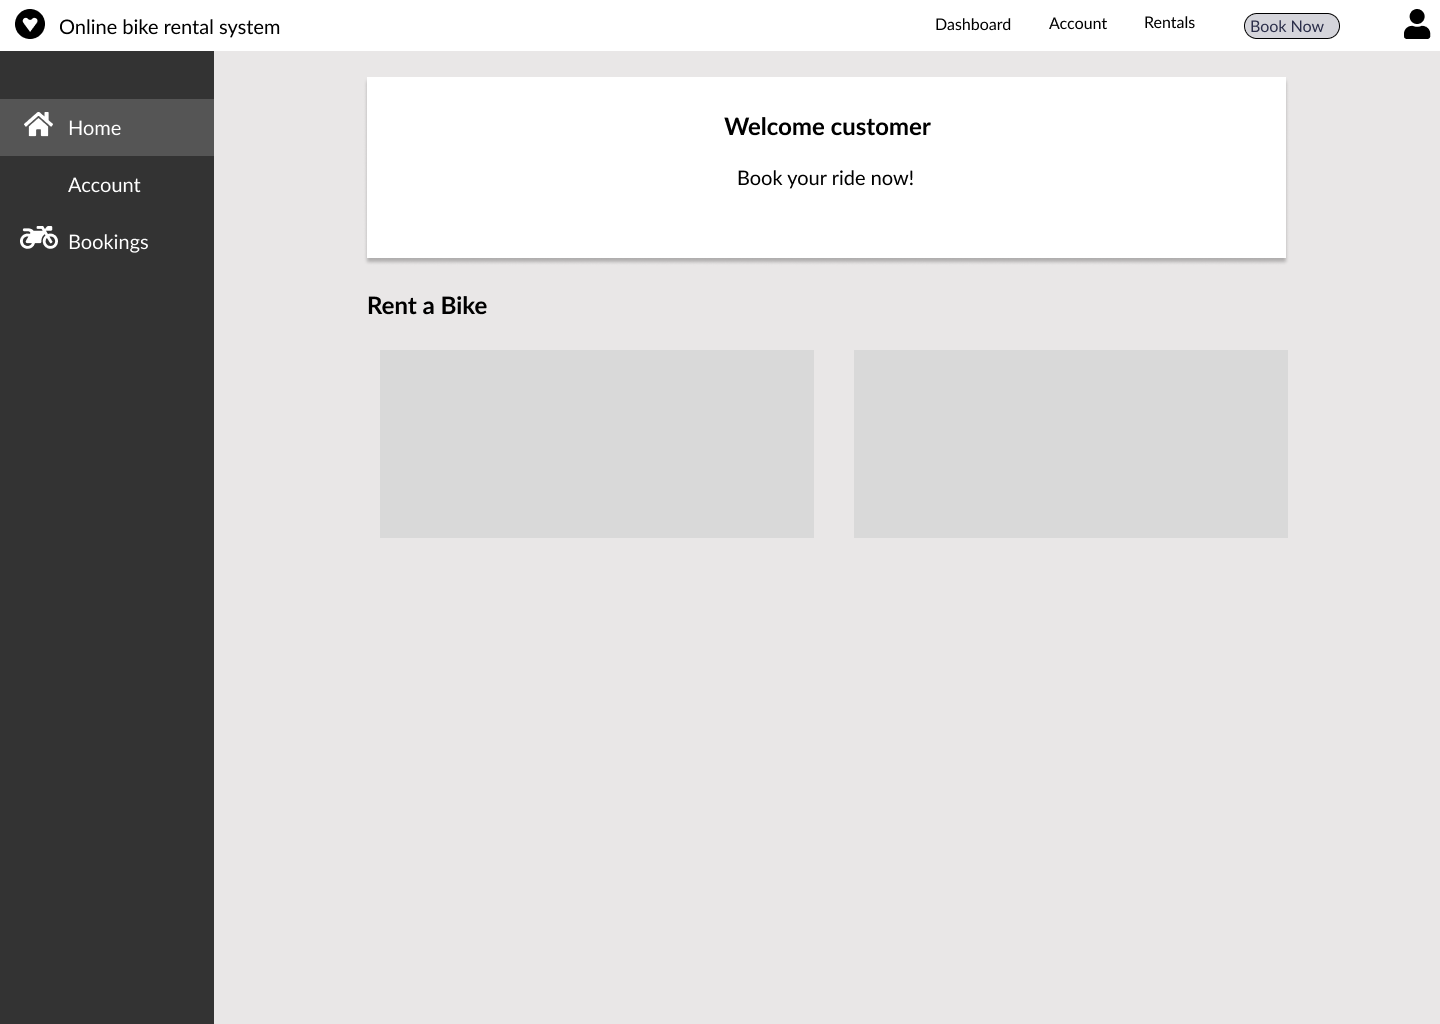 Online bike rental system
Dashboard
Account
Rentals
Book Now
Home
Account
Bookings
Welcome customer
Book your ride now!
Rent a Bike